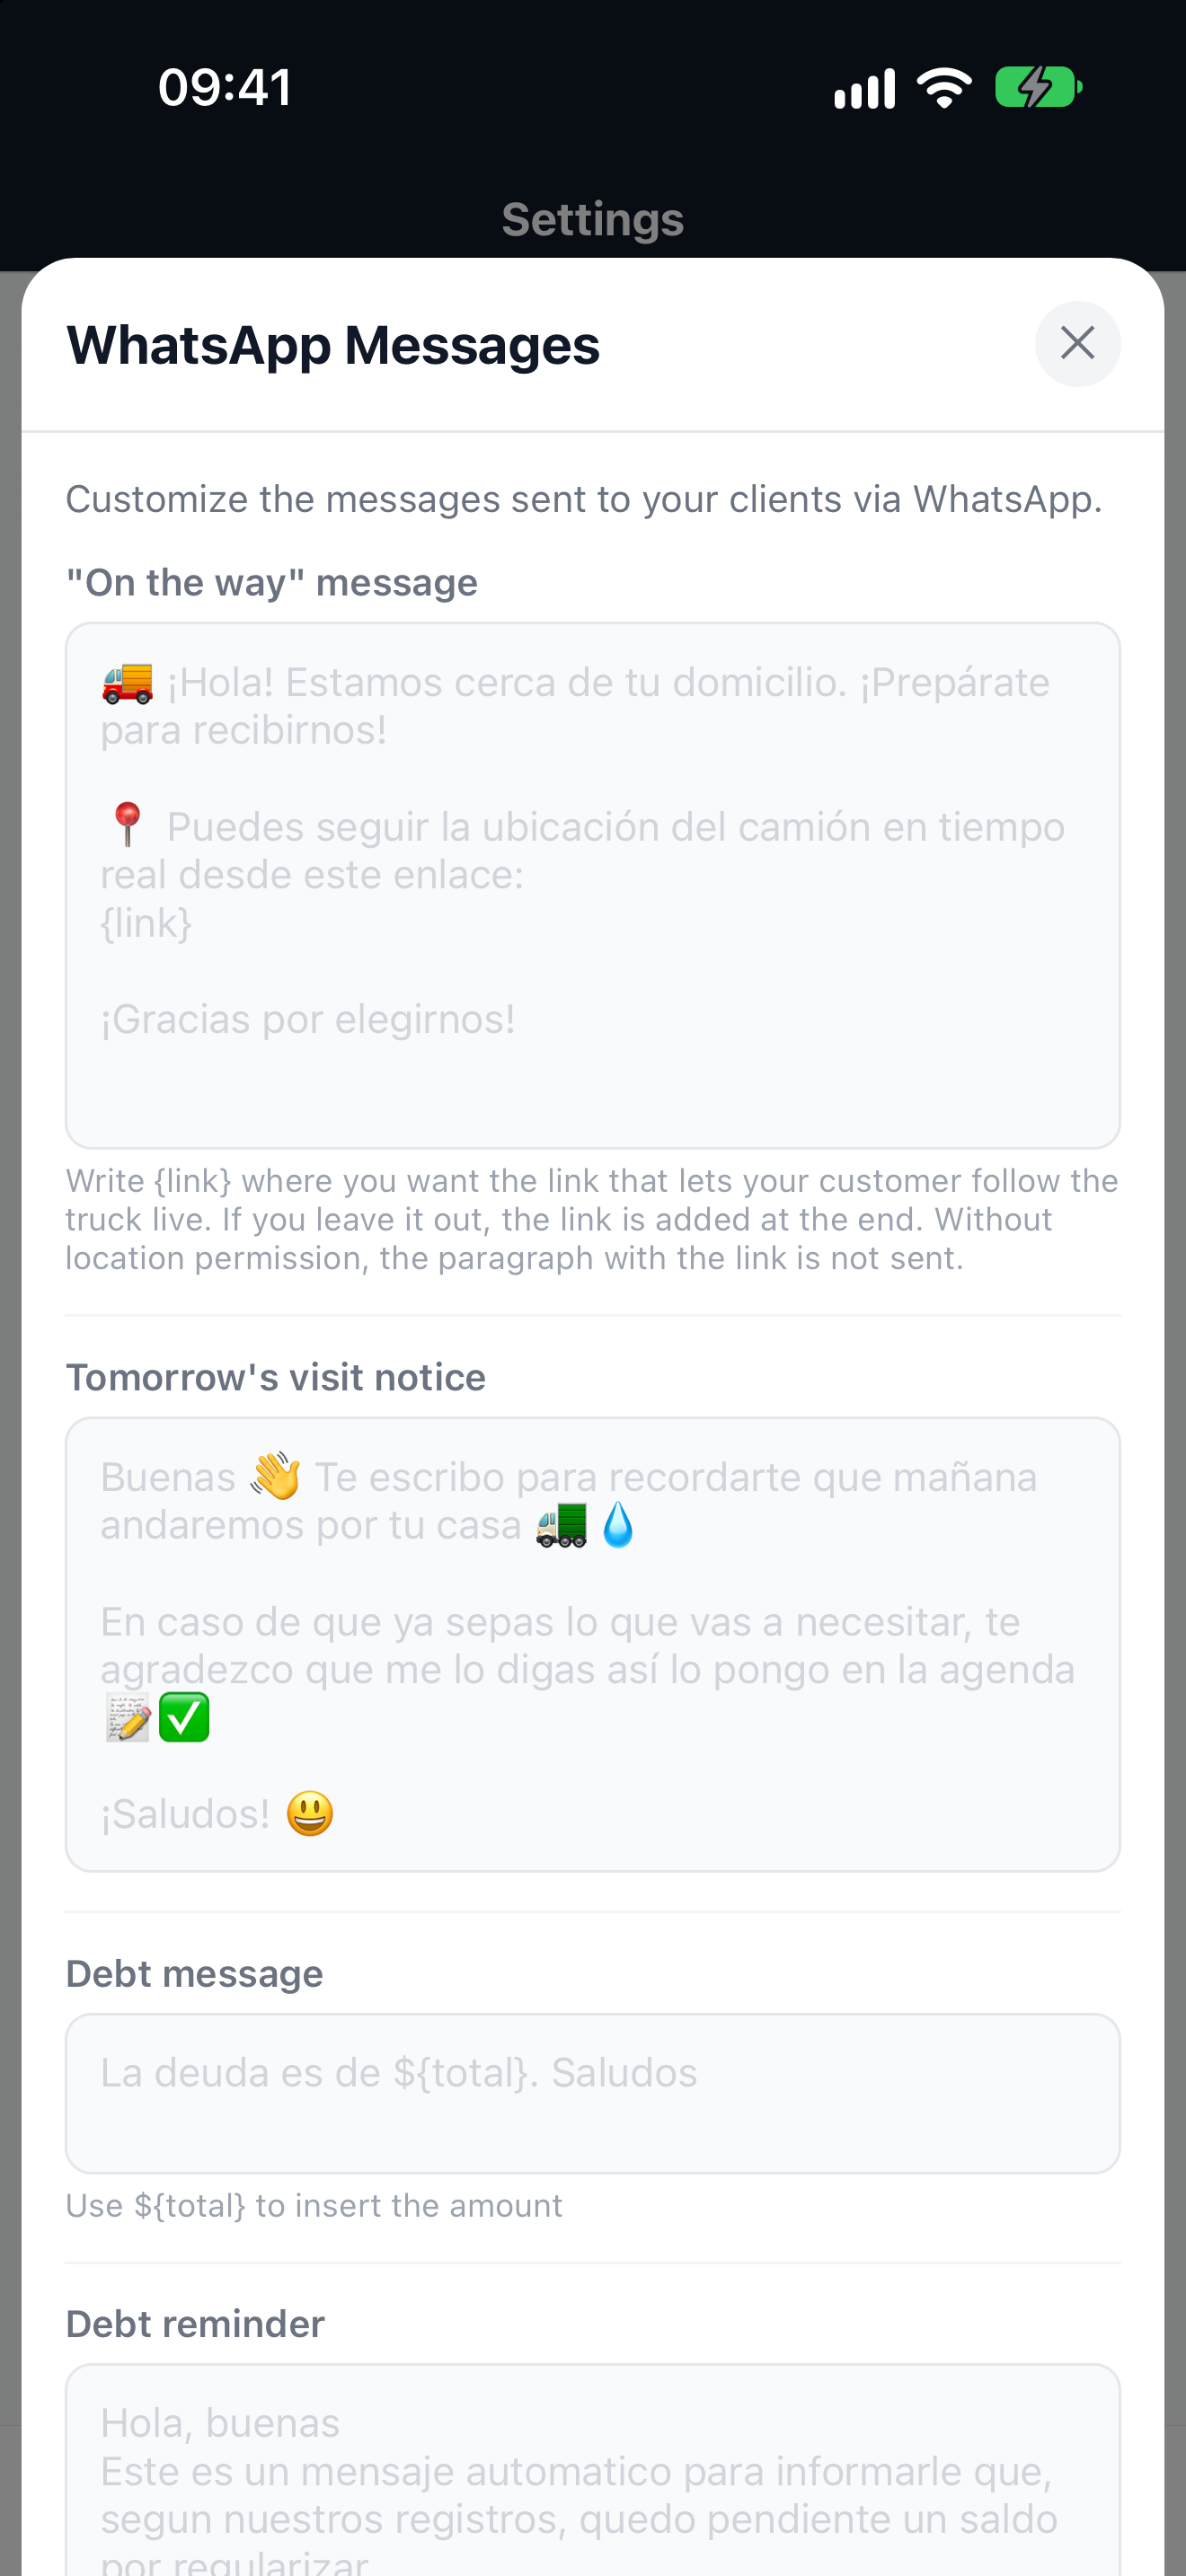 09:41
Settings
WhatsApp Messages
Customize the messages sent to your clients via WhatsApp.
"On the way" message
🚚 ¡Hola! Estamos cerca de tu domicilio. ¡Prepárate
para recibirnos!
📍 Puedes seguir la ubicación del camión en tiempo
real desde este enlace:
{link}
¡Gracias por elegirnos!
Write {link} where you want the link that lets your customer follow the
truck live. If you leave it out, the link is added at the end. Without
location permission, the paragraph with the link is not sent.
Tomorrow's visit notice
Buenas 👋 Te escribo para recordarte que mañana
andaremos por tu casa 🚛💧
En caso de que ya sepas lo que vas a necesitar, te
agradezco que me lo digas así lo pongo en la agenda
📝✅
¡Saludos! 😃
Debt message
La deuda es de ${total}. Saludos
Use ${total} to insert the amount
Debt reminder
Hola, buenas
Este es un mensaje automatico para informarle que,
segun nuestros registros, quedo pendiente un saldo
por regularizar